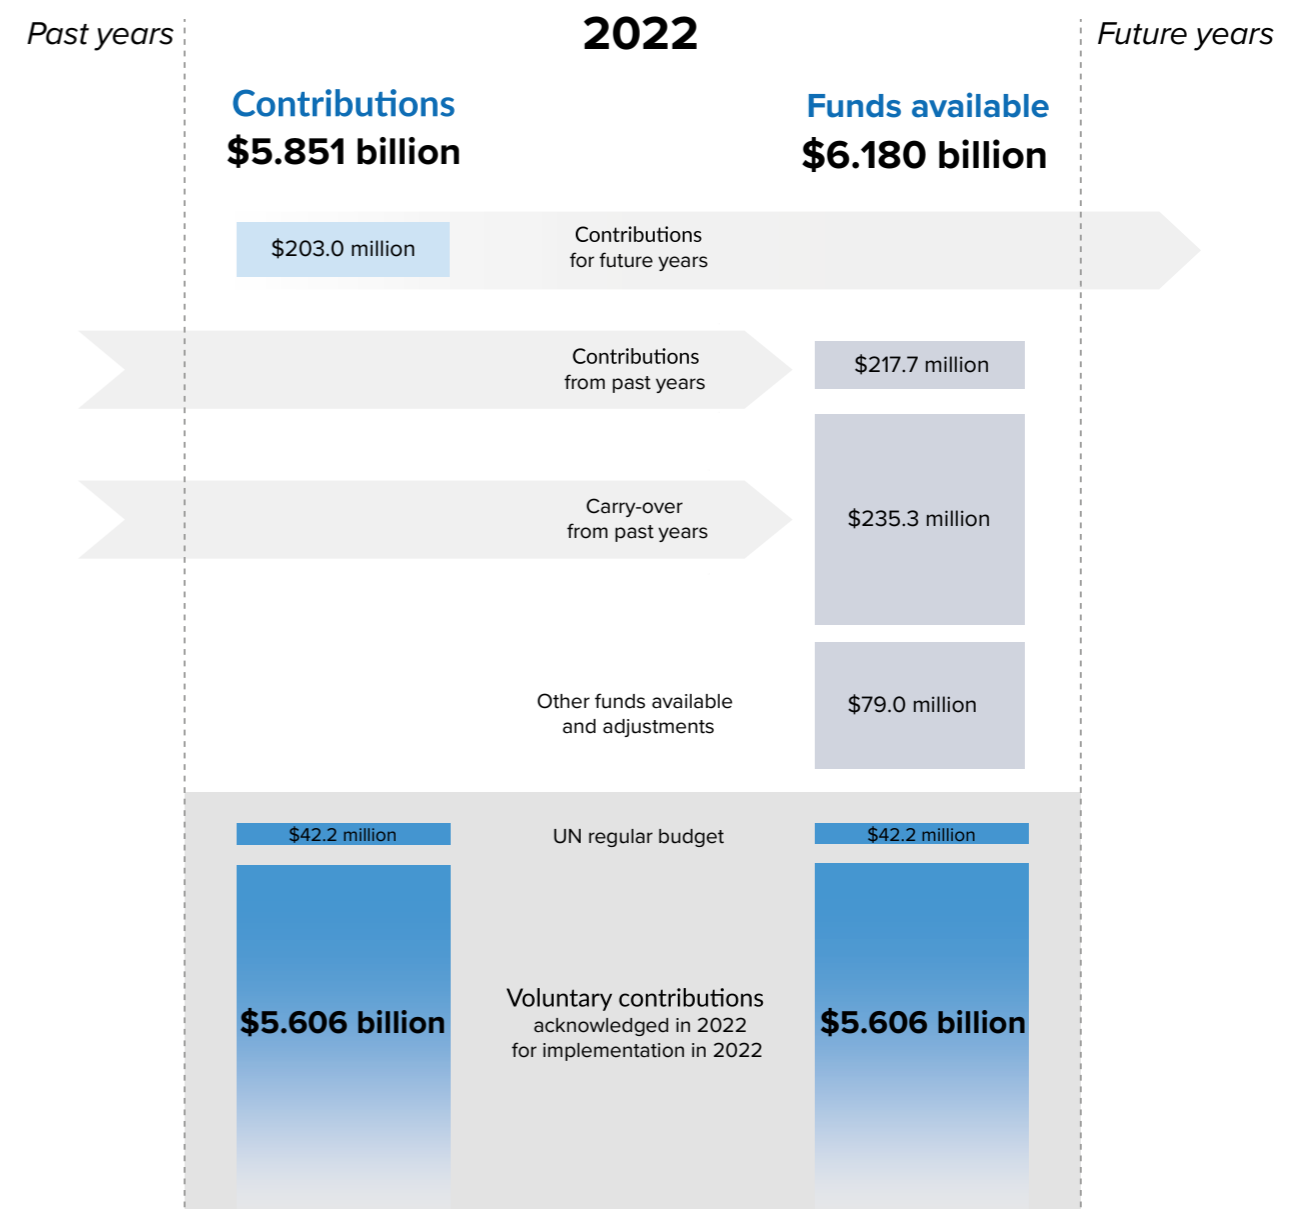 Past years
2022
Future years
Contributions
$5.851 billion
Funds available
$6.180 billion
$203.0 million
Contributions
for future years
Contributions
from past years
$217.7 million
Carry-over
from past years
$235.3 million
Other funds available
and adjustments
$79.0 million
$42.2 million
UN regular budget
$42.2 million
$5.606 billion
Voluntary contributions
acknowledged in 2022
for implementation in 2022
$5.606 billion